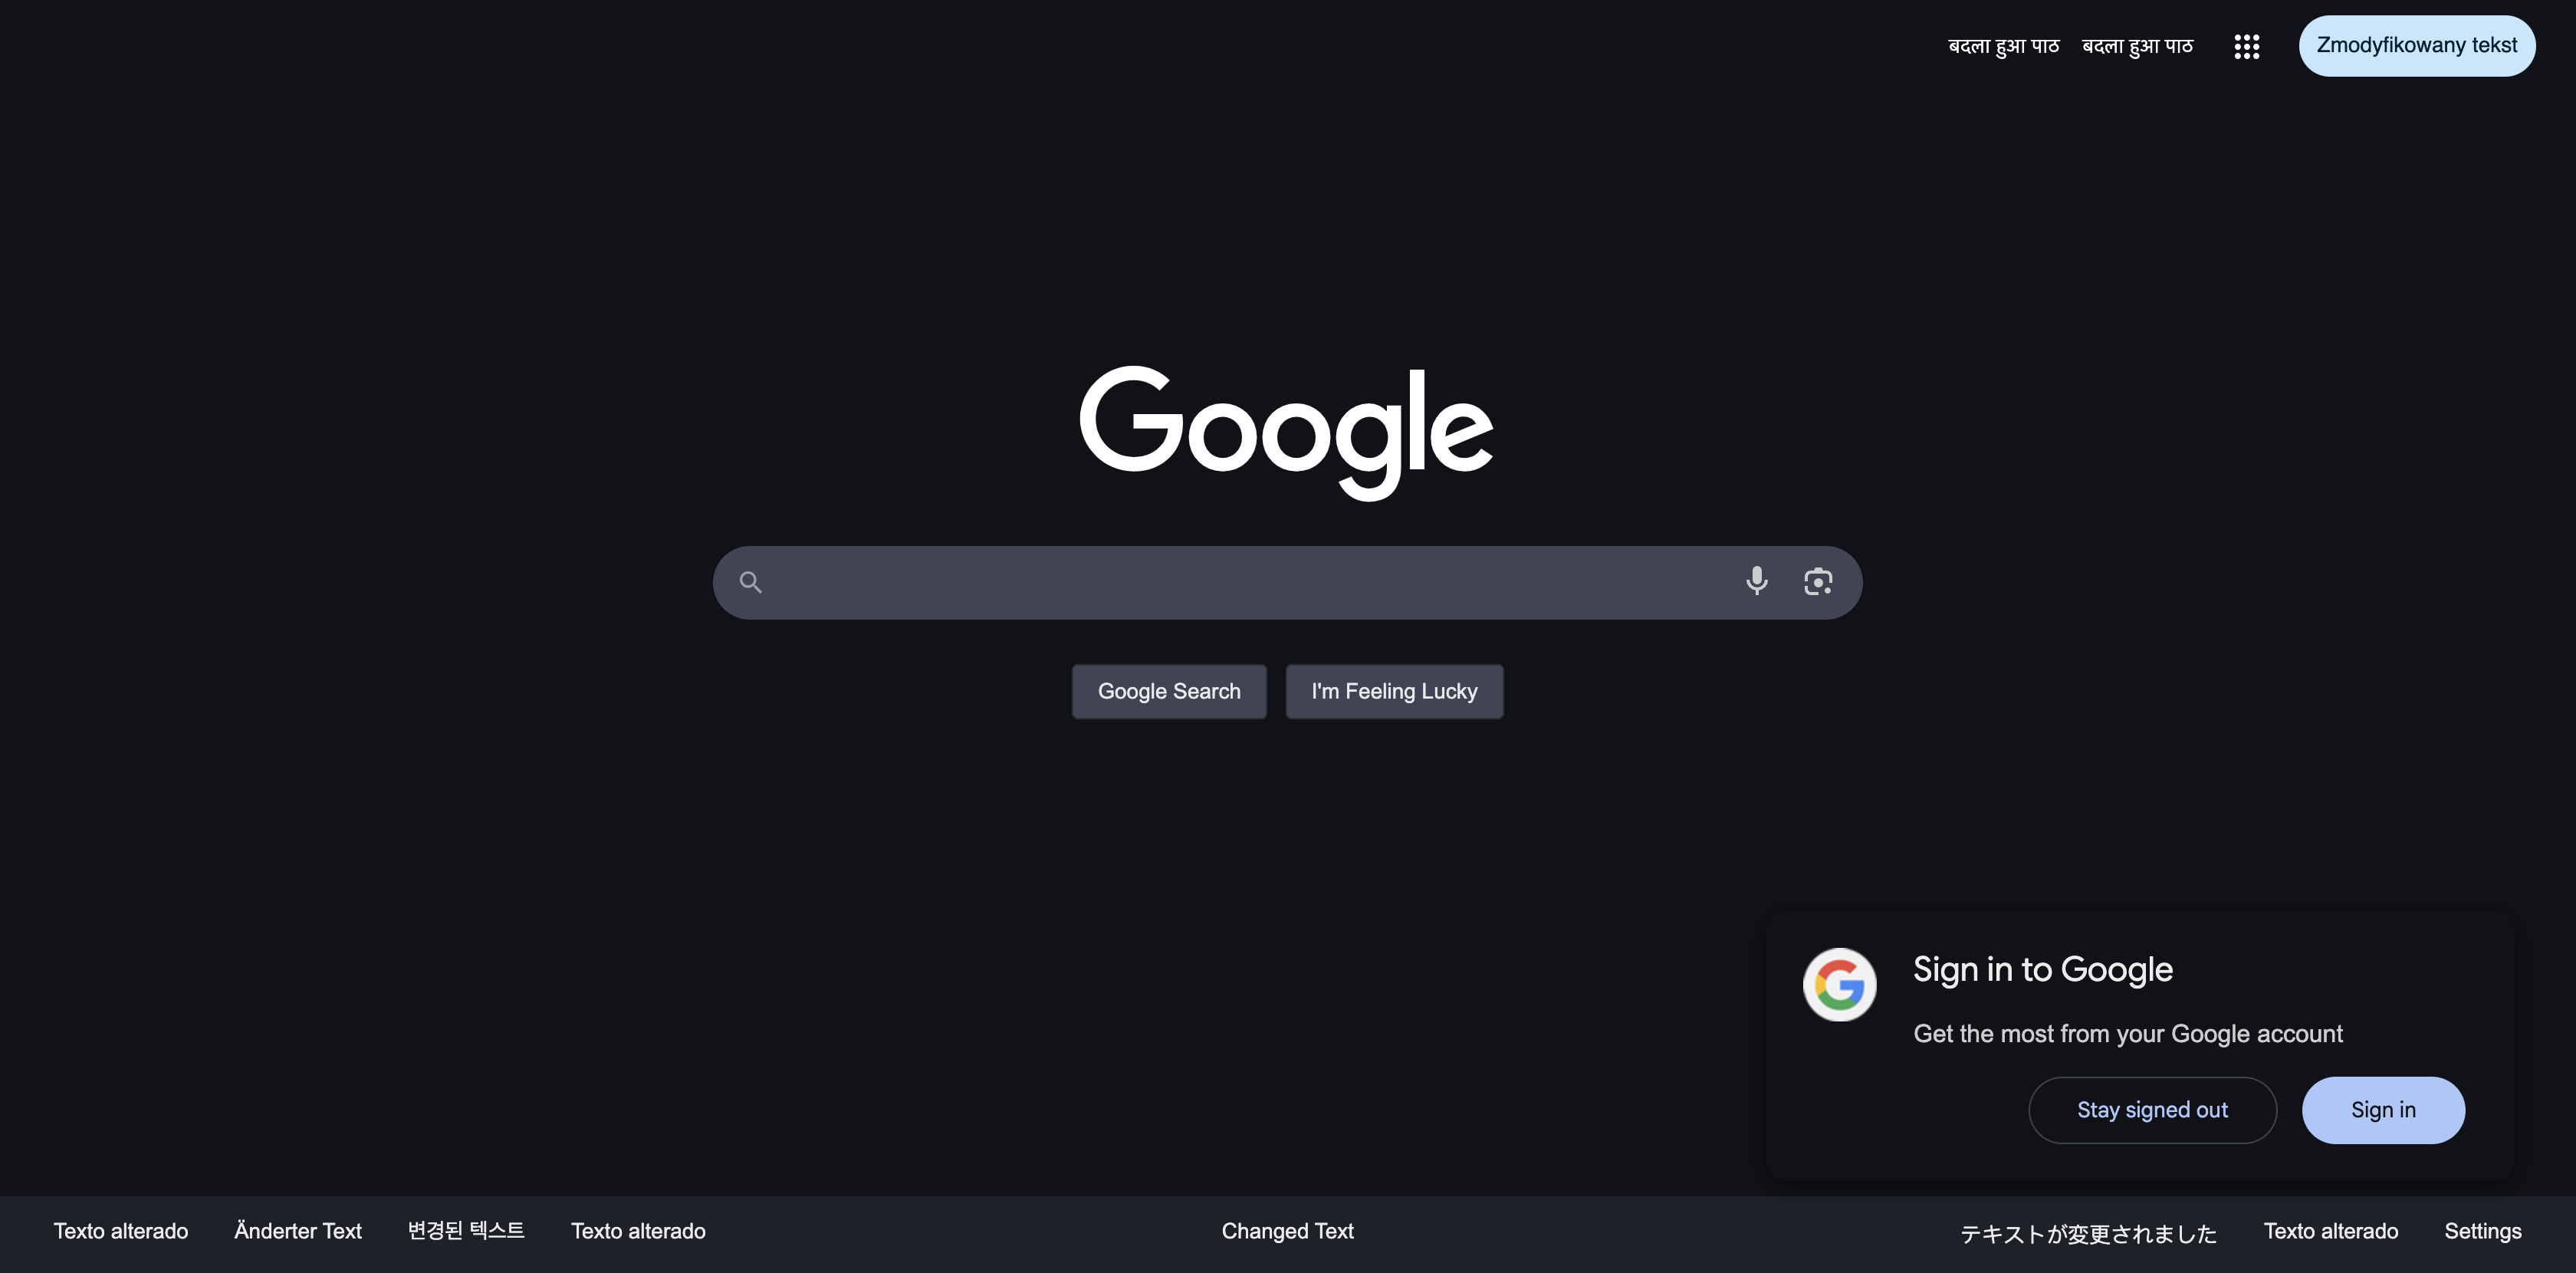 बदला हुआ पाठ बदला हुआ पाठ Zmodyfikowany tekst
Google
Google Search I'm Feeling Lucky
Sign in to Google
Get the most from your Google account
Stay signed out Sign in
Texto alterado Änderter Text 변경된 텍스트 Texto alterado Changed Text テキストが変更されました Texto alterado Settings